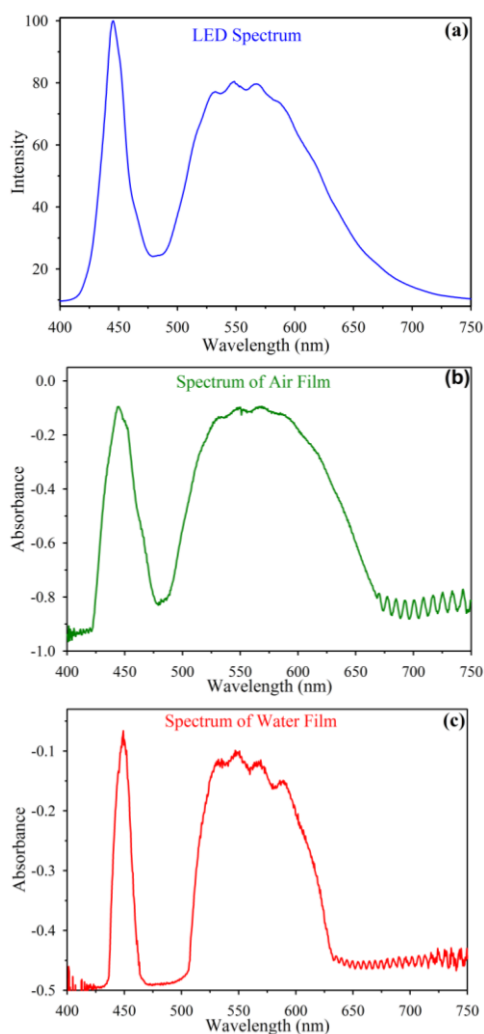 (a)
LED Spectrum
Intensity
100
80
60
40
20
400 450 500 550 600 650 700 750
Wavelength (nm)
(b)
Spectrum of Air Film
Absorbance
0.0
-0.2
-0.4
-0.6
-0.8
-1.0
400 450 500 550 600 650 700 750
Wavelength (nm)
(c)
Spectrum of Water Film
Absorbance
-0.1
-0.2
-0.3
-0.4
-0.5
400 450 500 550 600 650 700 750
Wavelength (nm)